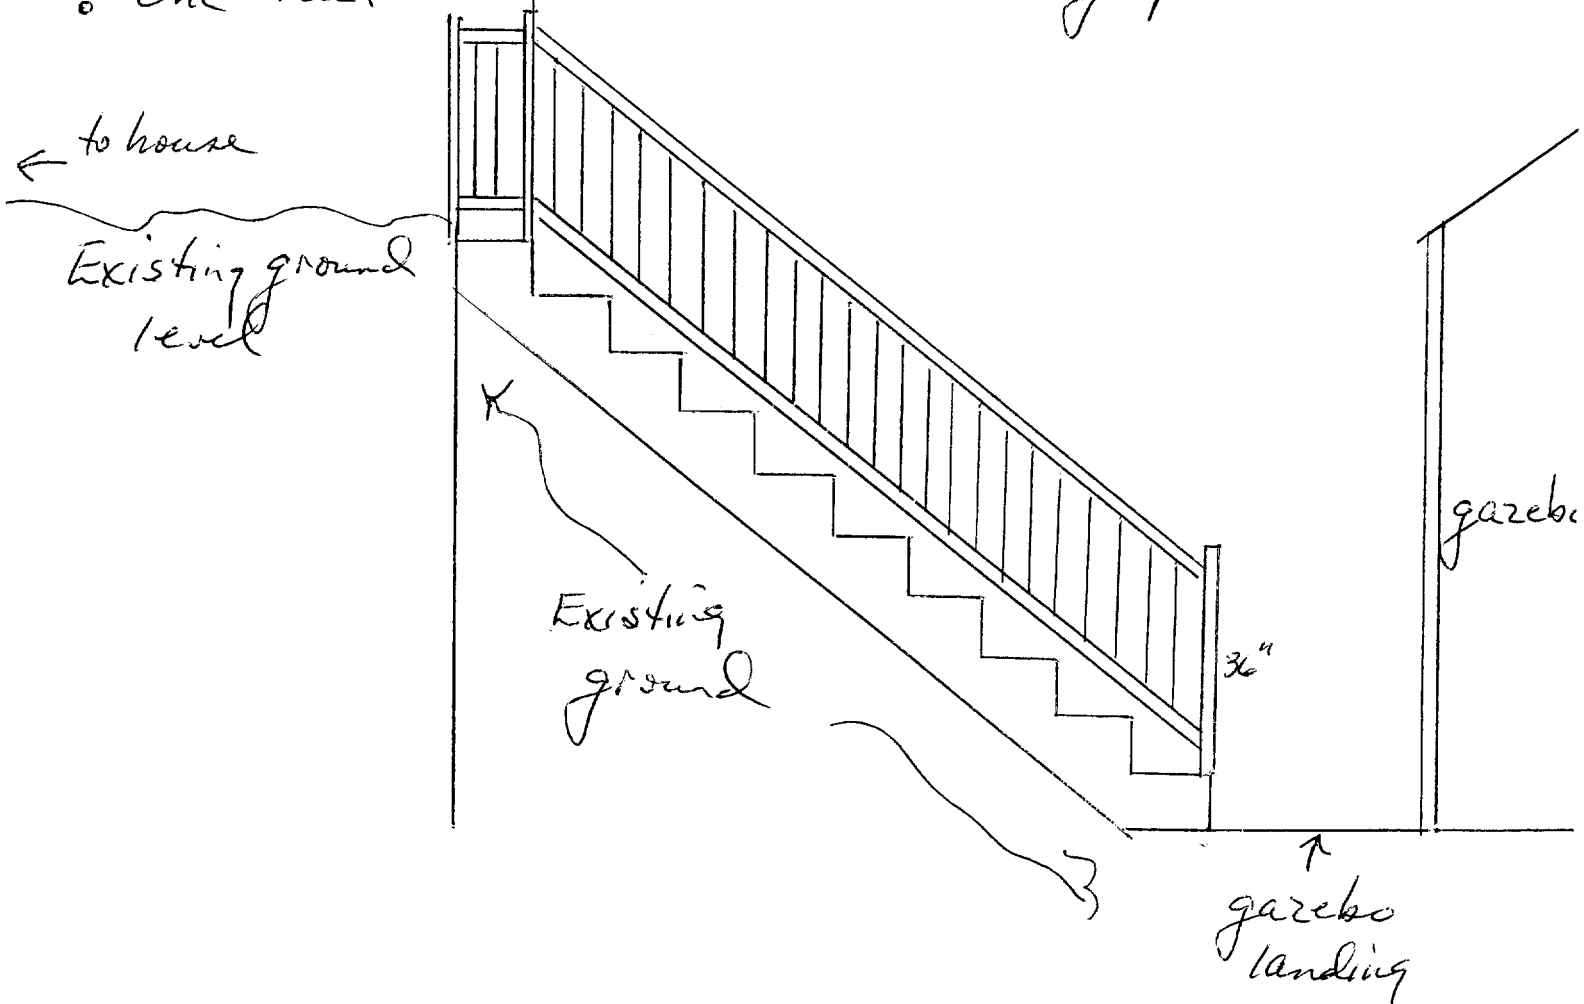 to house
Existing ground
level
gazebo
Existing
ground
36"
gazebo
landing